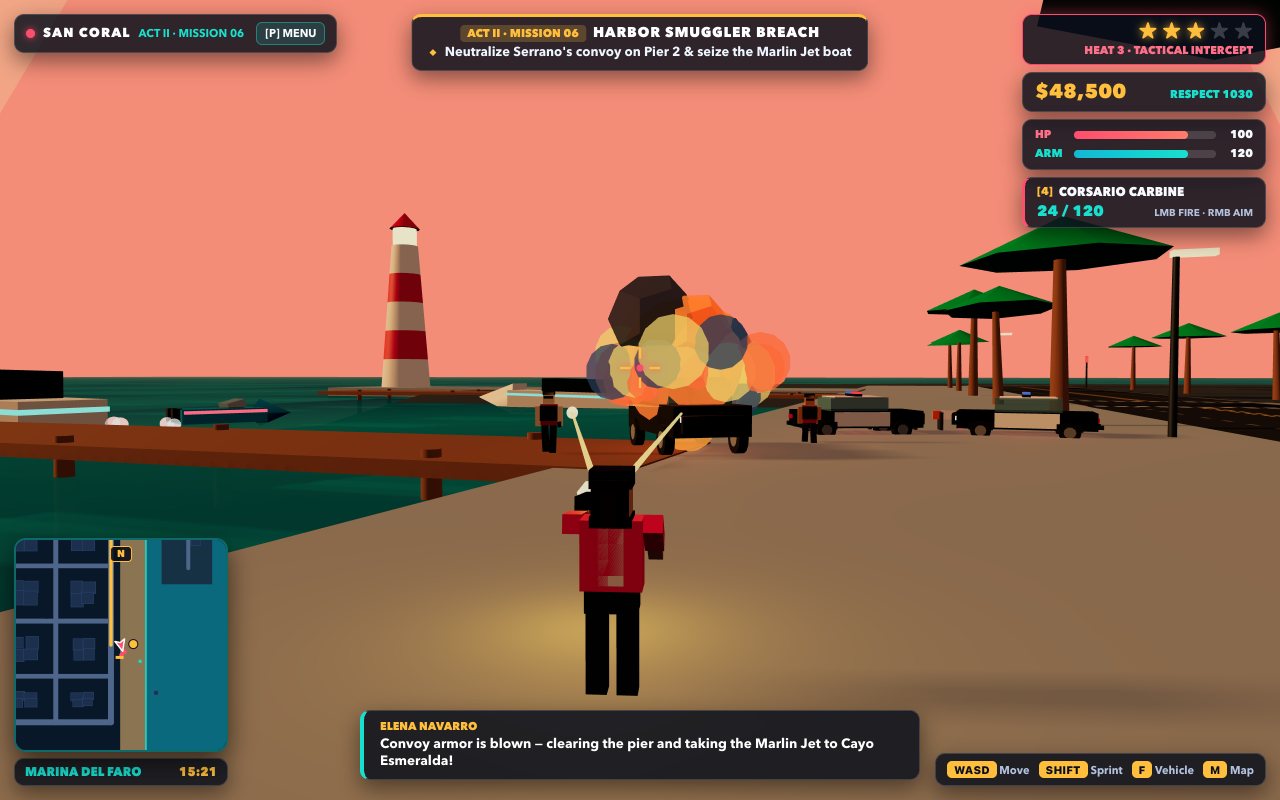 SAN CORAL ACT II · MISSION 06 [P] MENU
ACT II · MISSION 06 HARBOR SMUGGLER BREACH
Neutralize Serrano's convoy on Pier 2 & seize the Marlin Jet boat
HEAT 3 · TACTICAL INTERCEPT
$48,500 RESPECT 1030
HP 100
ARM 120
[4] CORSARIO CARBINE
24 / 120 LMB FIRE · RMB AIM
N
MARINA DEL FARO 15:21
ELENA NAVARRO
Convoy armor is blown — clearing the pier and taking the Marlin Jet to Cayo
Esmeralda!
WASD Move SHIFT Sprint F Vehicle M Map